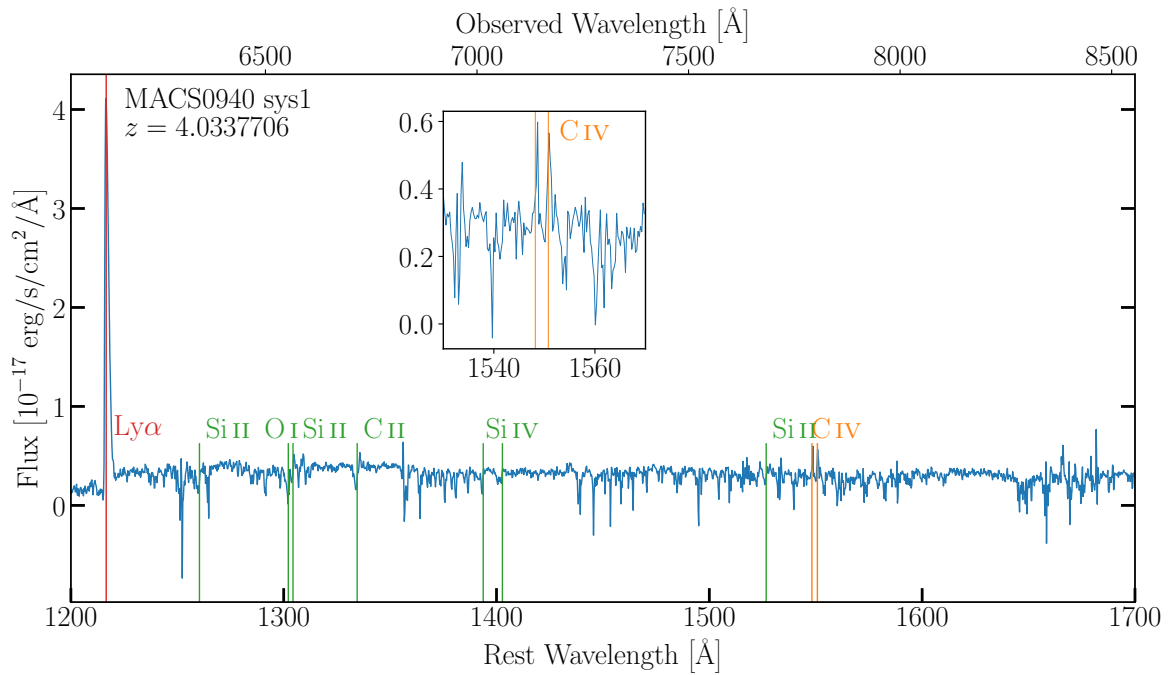 Observed Wavelength [Å]
6500 7000 7500 8000 8500
MACS0940 sys1
z = 4.0337706
C IV
0.6
0.4
0.2
0.0
1540 1560
4
3
2
1
0
Flux [10⁻¹⁷ erg/s/cm²/Å]
Lyα Si II O I Si II C II Si IV Si II C IV
1200 1300 1400 1500 1600 1700
Rest Wavelength [Å]